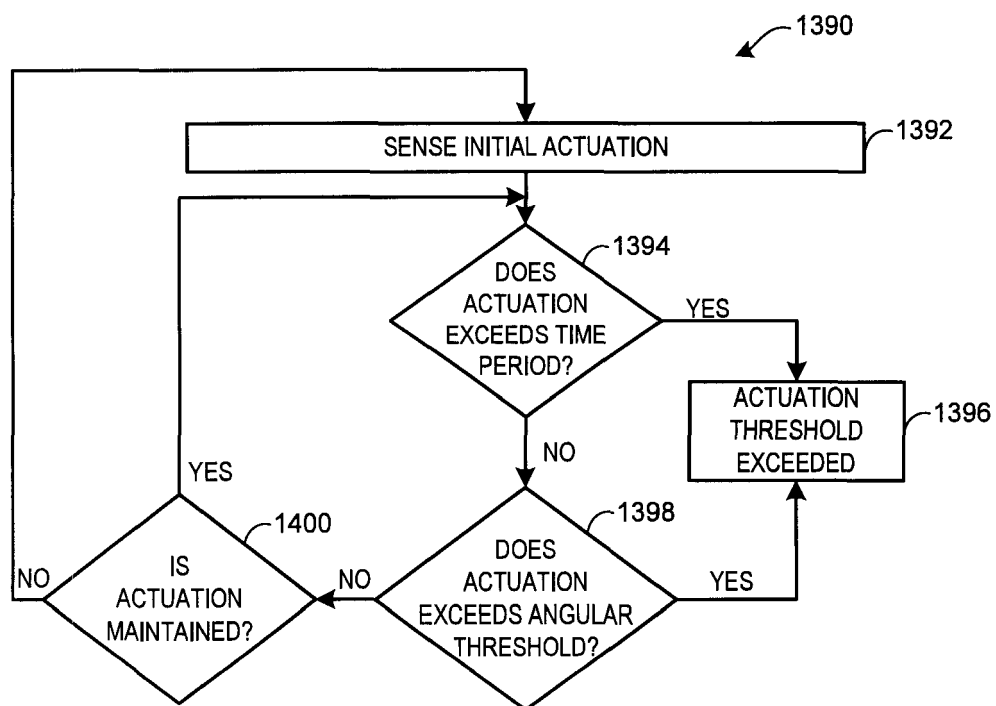 1390
SENSE INITIAL ACTUATION
1392
1394
DOES
ACTUATION
EXCEEDS TIME
PERIOD?
YES
ACTUATION
THRESHOLD
EXCEEDED
1396
NO
YES
1400
1398
IS
ACTUATION
MAINTAINED?
NO
NO
DOES
ACTUATION
EXCEEDS ANGULAR
THRESHOLD?
YES